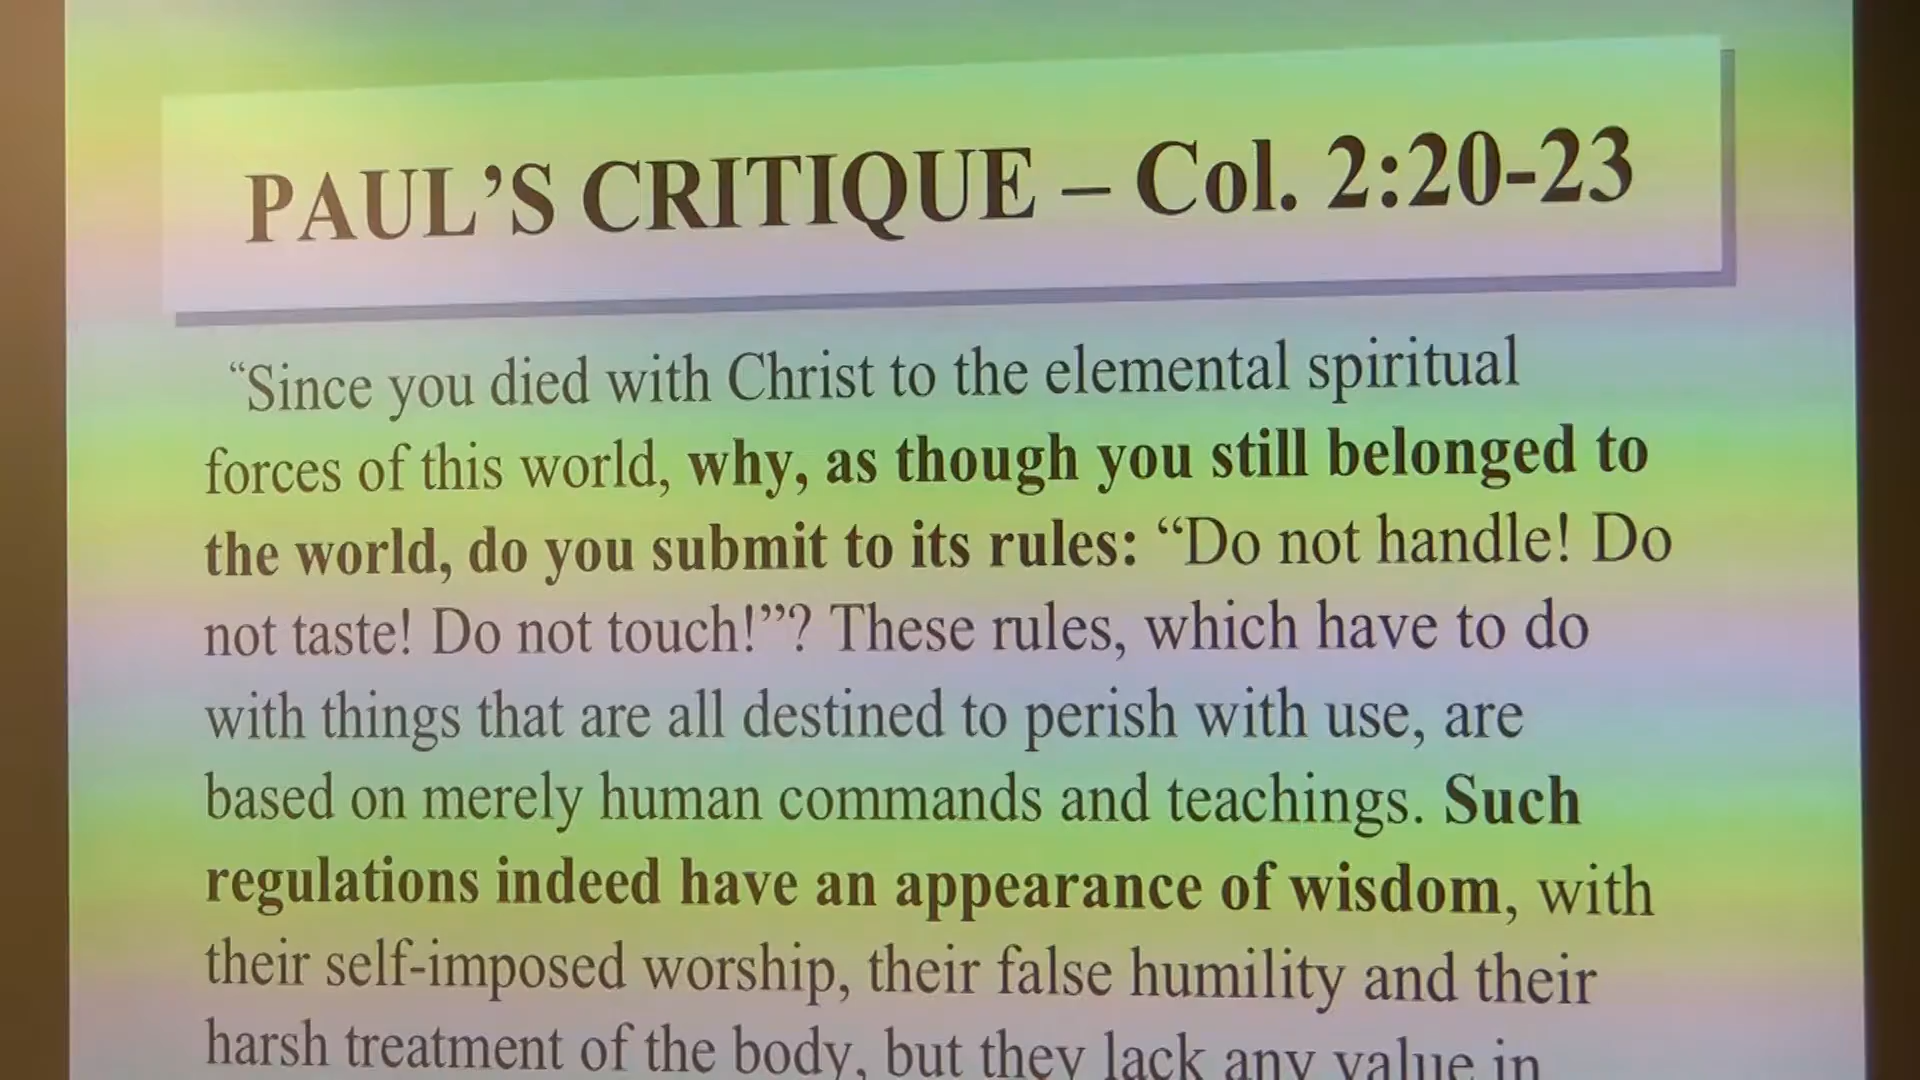 PAUL’S CRITIQUE – Col. 2:20-23
“Since you died with Christ to the elemental spiritual
forces of this world, why, as though you still belonged to
the world, do you submit to its rules: “Do not handle! Do
not taste! Do not touch!”? These rules, which have to do
with things that are all destined to perish with use, are
based on merely human commands and teachings. Such
regulations indeed have an appearance of wisdom, with
their self-imposed worship, their false humility and their
harsh treatment of the body, but they lack any value in